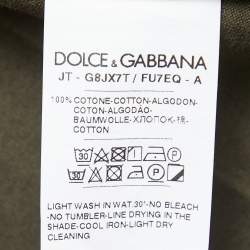 DOLCE & GABBANA
JT - G8JX7T / FU7EQ - A
100% COTONE-COTTON-ALGODON-
COTON-ALGODÃO-
BAUMWOLLE-ХЛОПОК-棉-
COTTON
30
P
30
P
LIGHT WASH IN WAT.30'-NO BLEACH
-NO TUMBLER-LINE DRYING IN THE
SHADE-COOL IRON-LIGHT DRY
CLEANING